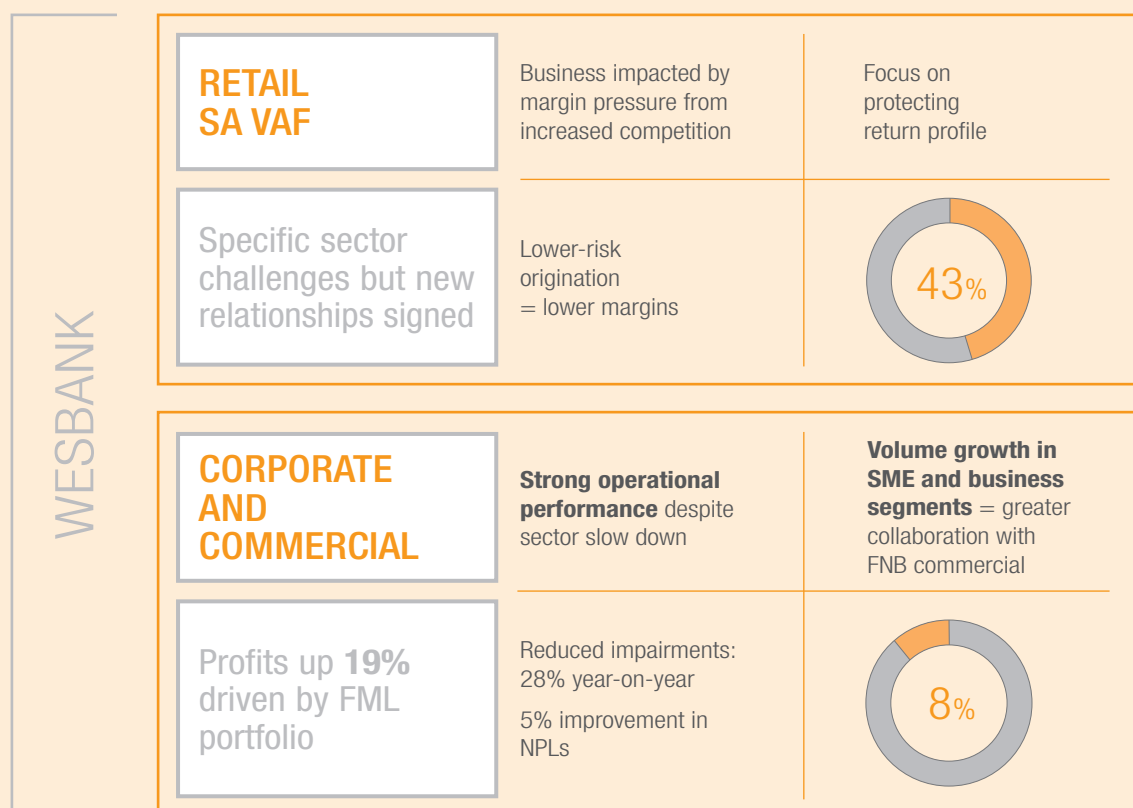 WESBANK
RETAIL
SA VAF
Business impacted by
margin pressure from
increased competition
Focus on
protecting
return profile
Specific sector
challenges but new
relationships signed
Lower-risk
origination
= lower margins
43%
CORPORATE
AND
COMMERCIAL
Strong operational
performance despite
sector slow down
Volume growth in
SME and business
segments = greater
collaboration with
FNB commercial
Profits up 19%
driven by FML
portfolio
Reduced impairments:
28% year-on-year
5% improvement in
NPLs
8%